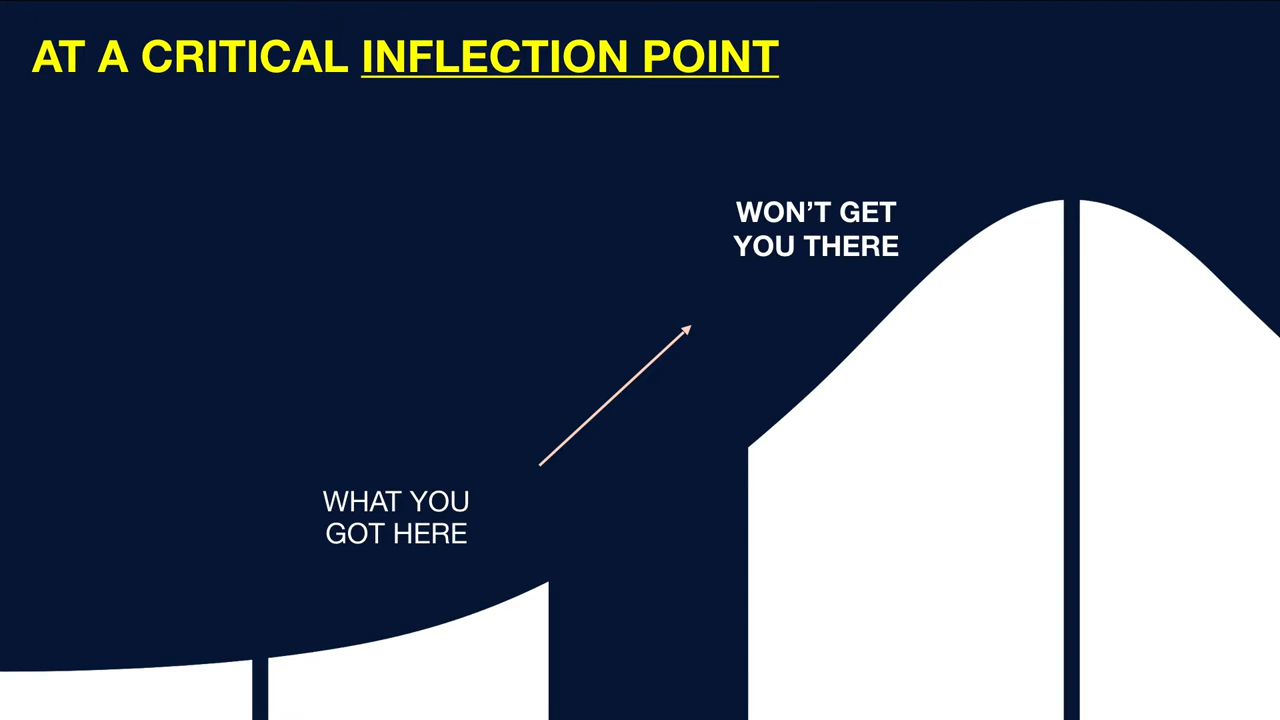 AT A CRITICAL INFLECTION POINT
WON’T GET
YOU THERE
WHAT YOU
GOT HERE